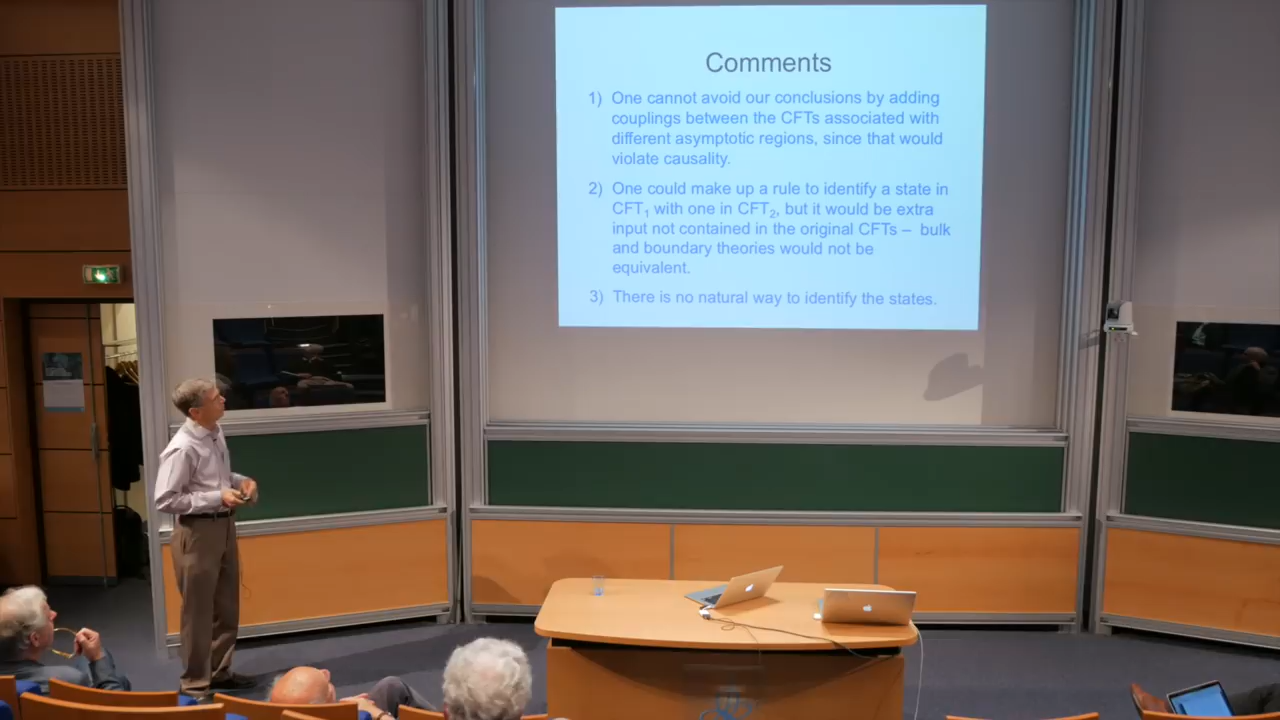 Comments
1) One cannot avoid our conclusions by adding
couplings between the CFTs associated with
different asymptotic regions, since that would
violate causality.
2) One could make up a rule to identify a state in
CFT₁ with one in CFT₂, but it would be extra
input not contained in the original CFTs – bulk
and boundary theories would not be
equivalent.
3) There is no natural way to identify the states.